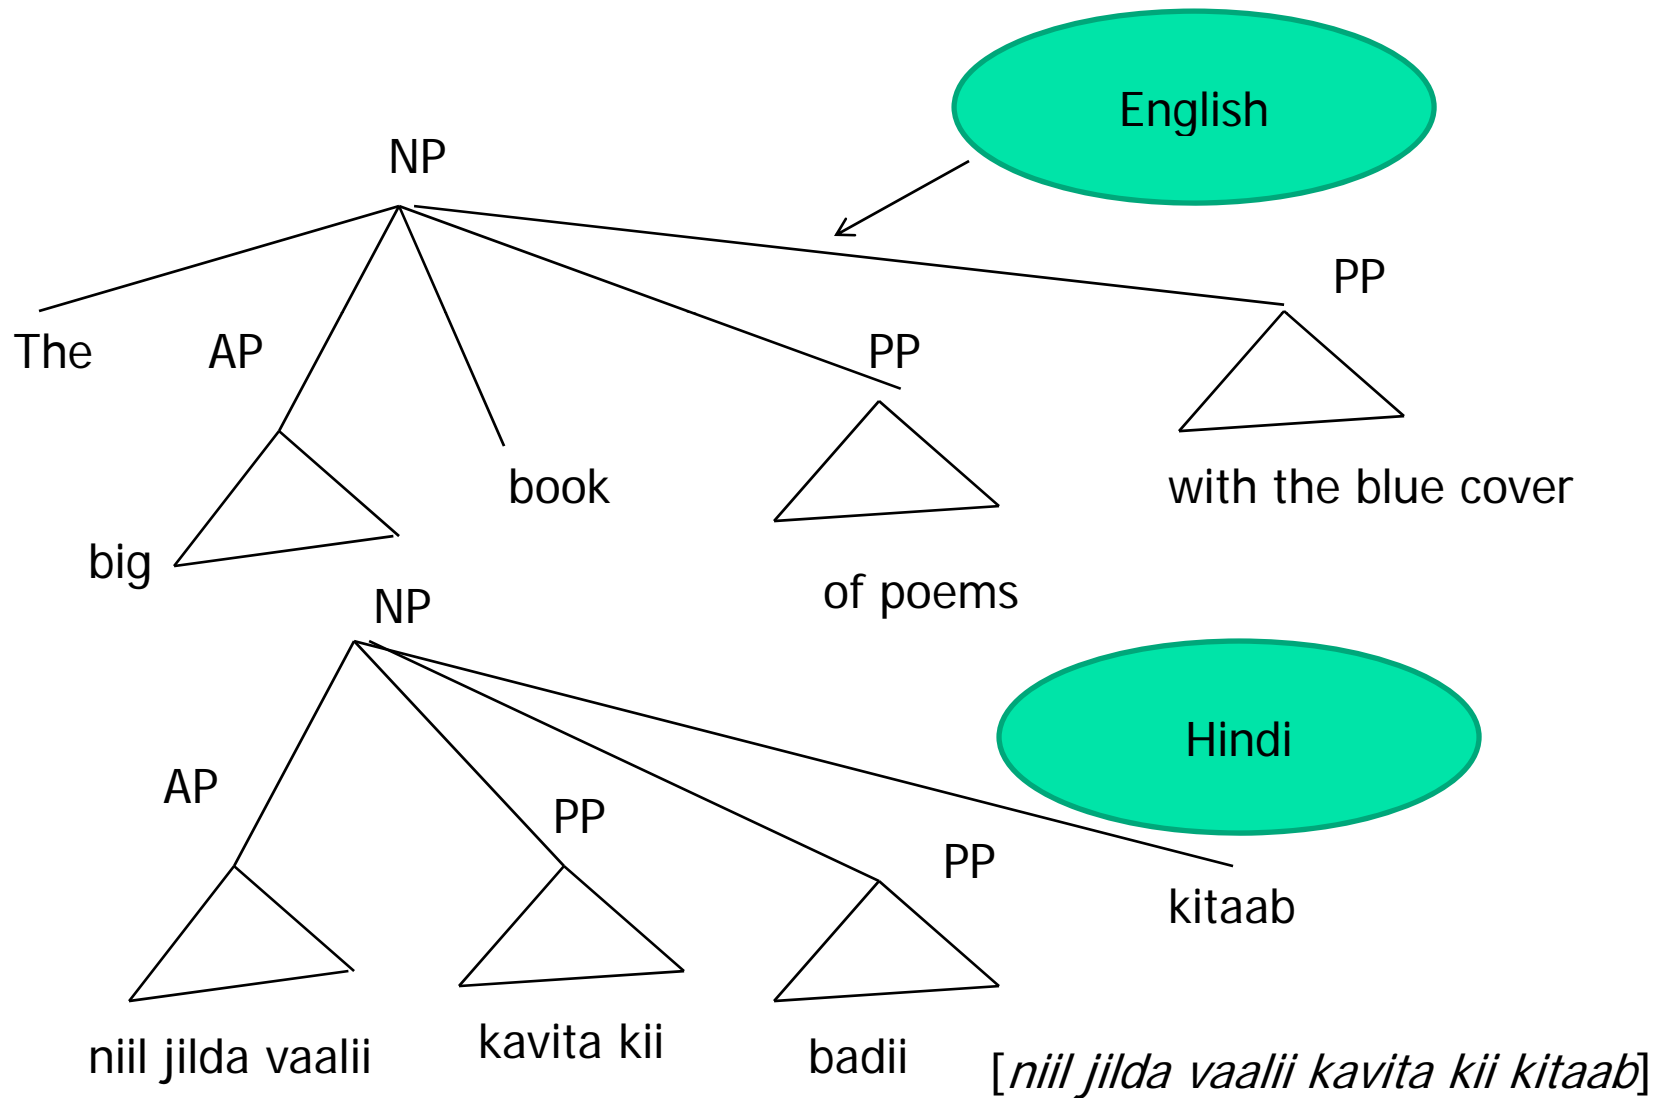 English
NP
PP
The
AP
PP
book
with the blue cover
big
of poems
NP
Hindi
AP
PP
PP
kitaab
niil jilda vaalii
kavita kii
badii
[niil jilda vaalii kavita kii kitaab]